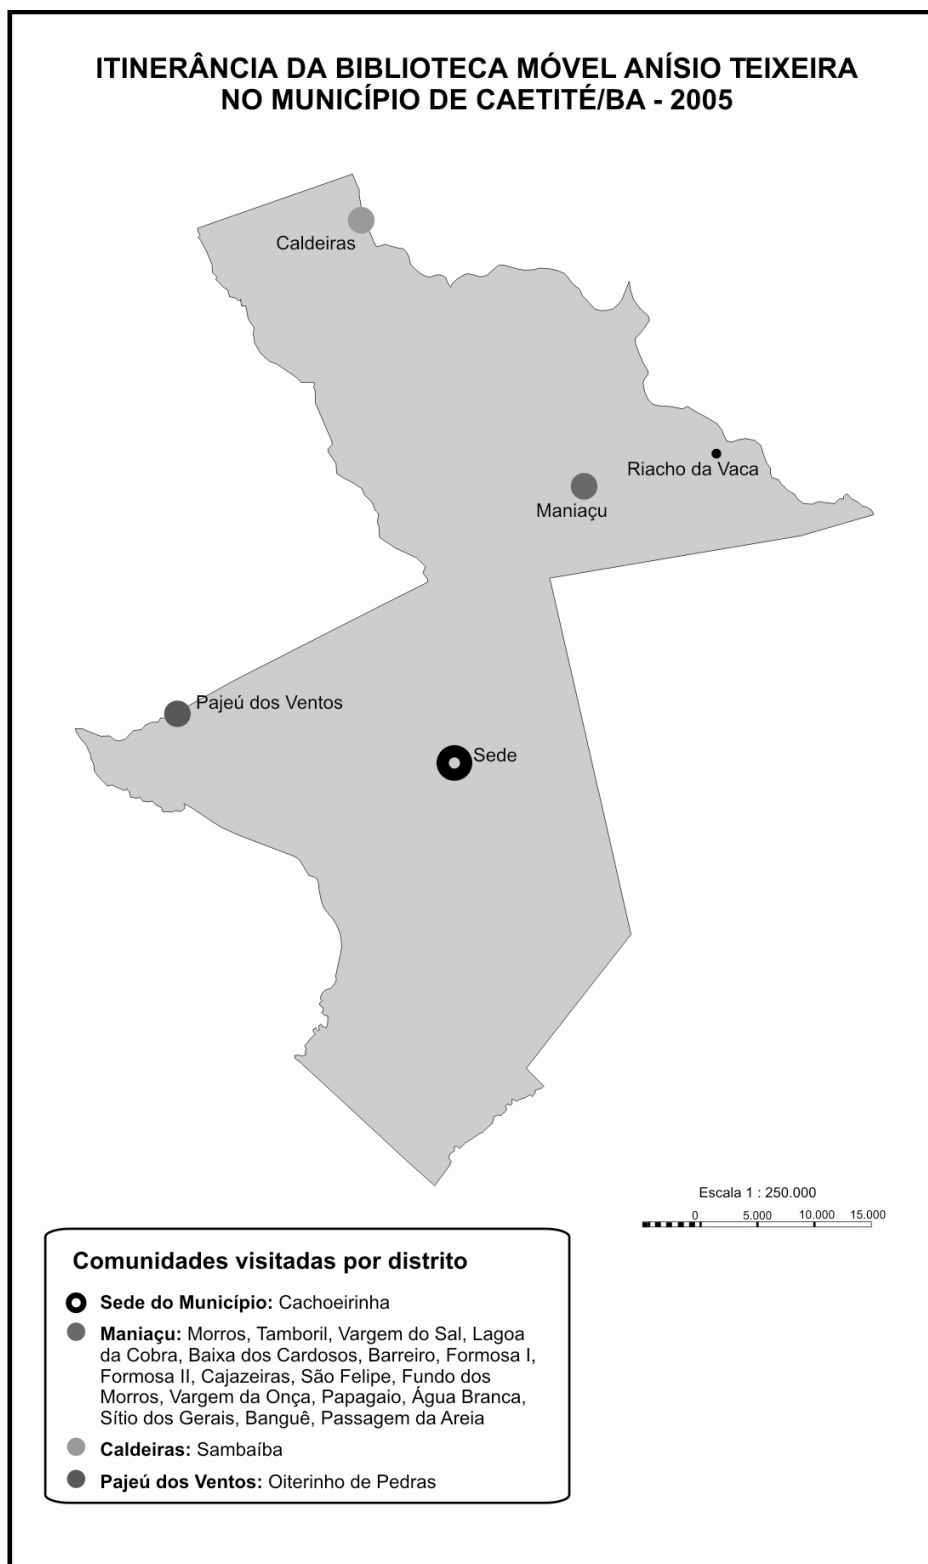 ITINERÂNCIA DA BIBLIOTECA MÓVEL ANÍSIO TEIXEIRA
NO MUNICÍPIO DE CAETITÉ/BA - 2005
Caldeiras
Riacho da Vaca
Maniaçu
Pajeú dos Ventos
Sede
Escala 1 : 250.000
0 5.000 10.000 15.000
Comunidades visitadas por distrito
Sede do Município: Cachoeirinha
Maniaçu: Morros, Tamboril, Vargem do Sal, Lagoa
da Cobra, Baixa dos Cardosos, Barreiro, Formosa I,
Formosa II, Cajazeiras, São Felipe, Fundo dos
Morros, Vargem da Onça, Papagaio, Água Branca,
Sítio dos Gerais, Banguê, Passagem da Areia
Caldeiras: Sambaíba
Pajeú dos Ventos: Oiterinho de Pedras